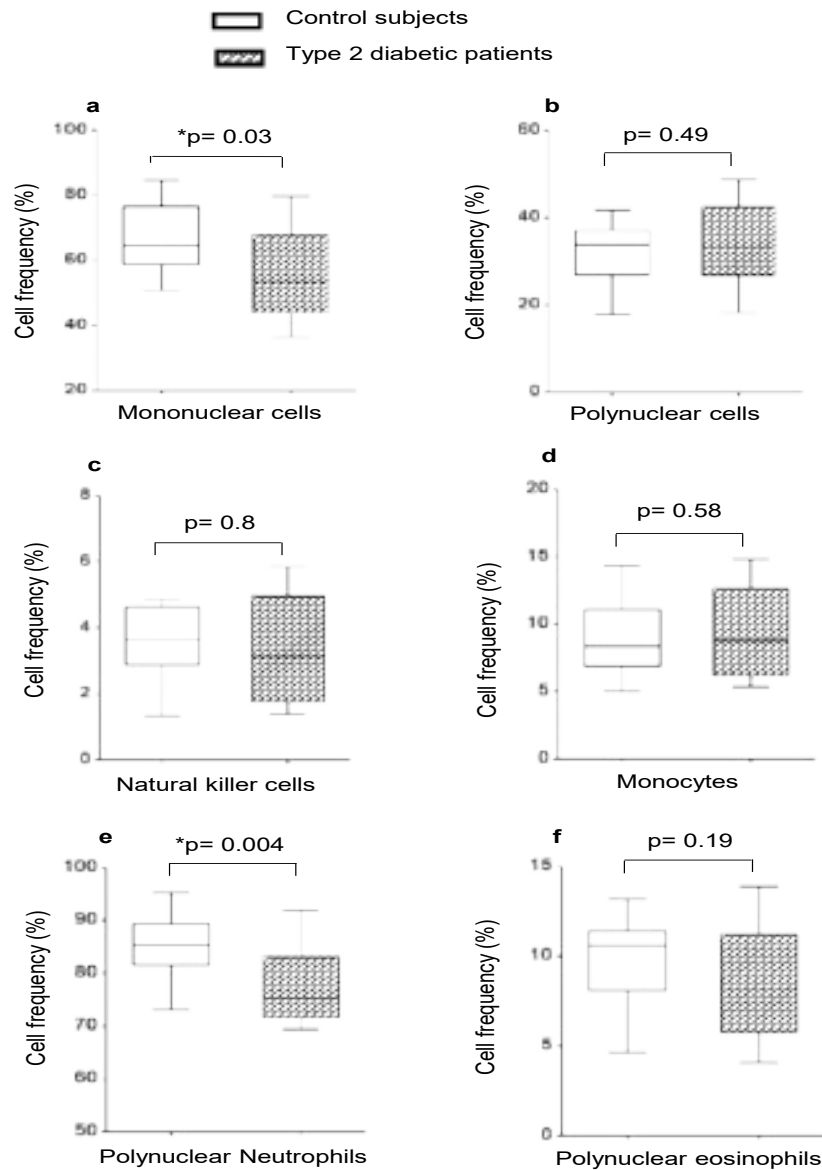 Control subjects
Type 2 diabetic patients
a
*p= 0.03
100
80
60
40
20
Cell frequency (%)
Mononuclear cells
b
p= 0.49
60
40
20
0
Cell frequency (%)
Polynuclear cells
c
p= 0.8
8
6
4
2
0
Cell frequency (%)
Natural killer cells
d
p= 0.58
20
15
10
5
0
Cell frequency (%)
Monocytes
e
*p= 0.004
100
90
80
70
60
50
Cell frequency (%)
Polynuclear Neutrophils
f
p= 0.19
15
10
5
0
Cell frequency (%)
Polynuclear eosinophils